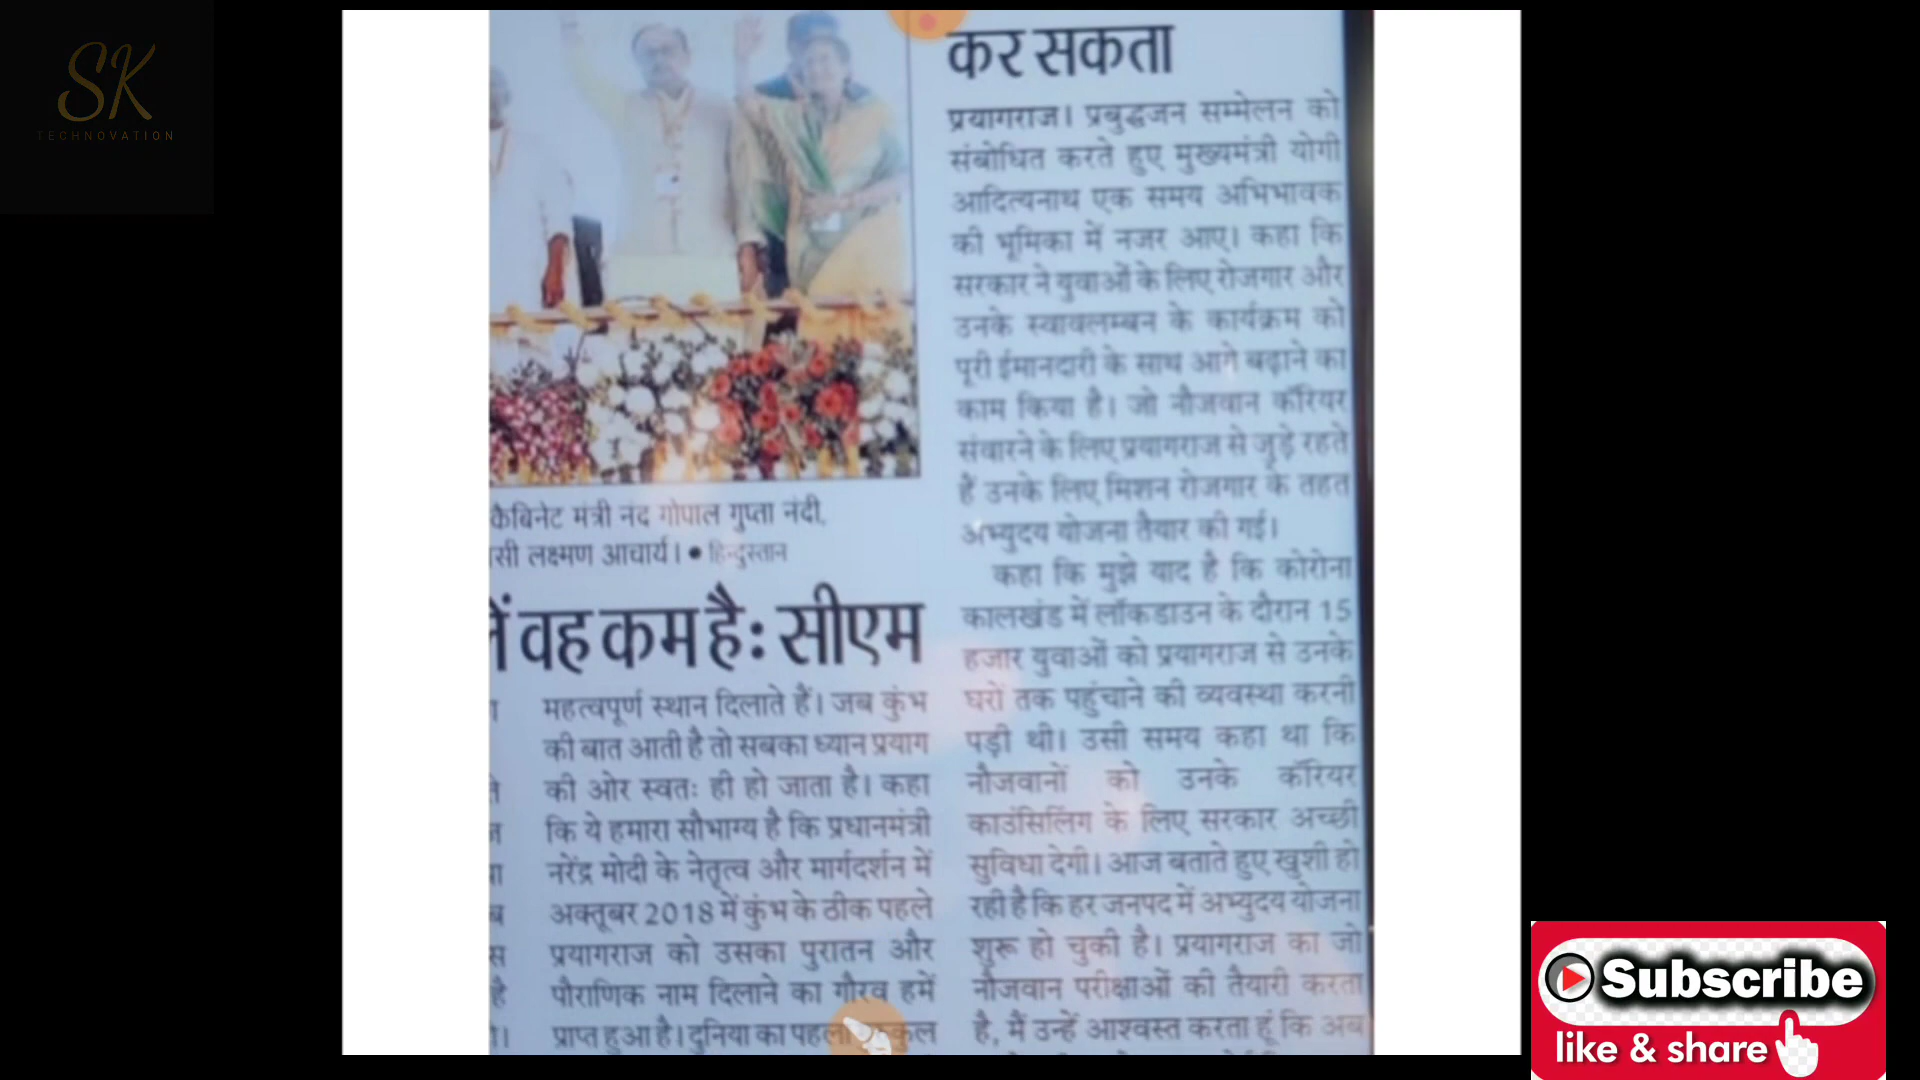 SK
TECHNOVATION
कैबिनेट मंत्री नंद गोपाल गुप्ता नंदी,
सी लक्ष्मण आचार्य। ● हिन्दुस्तान
वह कम है: सीएम
महत्वपूर्ण स्थान दिलाते हैं। जब कुंभ
की बात आती है तो सबका ध्यान प्रयाग
की ओर स्वतः ही हो जाता है। कहा
कि ये हमारा सौभाग्य है कि प्रधानमंत्री
नरेंद्र मोदी के नेतृत्व और मार्गदर्शन में
अक्तूबर 2018 में कुंभ के ठीक पहले
प्रयागराज को उसका पुरातन और
पौराणिक नाम दिलाने का गौरव हमें
प्राप्त हुआ है। दुनिया का पहला
कर सकता
प्रयागराज। प्रबुद्धजन सम्मेलन को
संबोधित करते हुए मुख्यमंत्री योगी
आदित्यनाथ एक समय अभिभावक
की भूमिका में नजर आए। कहा कि
सरकार ने युवाओं के लिए रोजगार और
उनके स्वावलम्बन के कार्यक्रम को
पूरी ईमानदारी के साथ आगे बढ़ाने का
काम किया है। जो नौजवान कॅरियर
संवारने के लिए प्रयागराज से जुड़े रहते
हैं उनके लिए मिशन रोजगार के तहत
अभ्युदय योजना तैयार की गई।
कहा कि मुझे याद है कि कोरोना
कालखंड में लॉकडाउन के दौरान 15
हजार युवाओं को प्रयागराज से उनके
घरों तक पहुंचाने की व्यवस्था करनी
पड़ी थी। उसी समय कहा था कि
नौजवानों को उनके कॅरियर
काउंसिलिंग के लिए सरकार अच्छी
सुविधा देगी। आज बताते हुए खुशी हो
रही है कि हर जनपद में अभ्युदय योजना
शुरू हो चुकी है। प्रयागराज का जो
नौजवान परीक्षाओं की तैयारी करता
है, मैं उन्हें आश्वस्त करता हूं कि अब
Subscribe
like & share